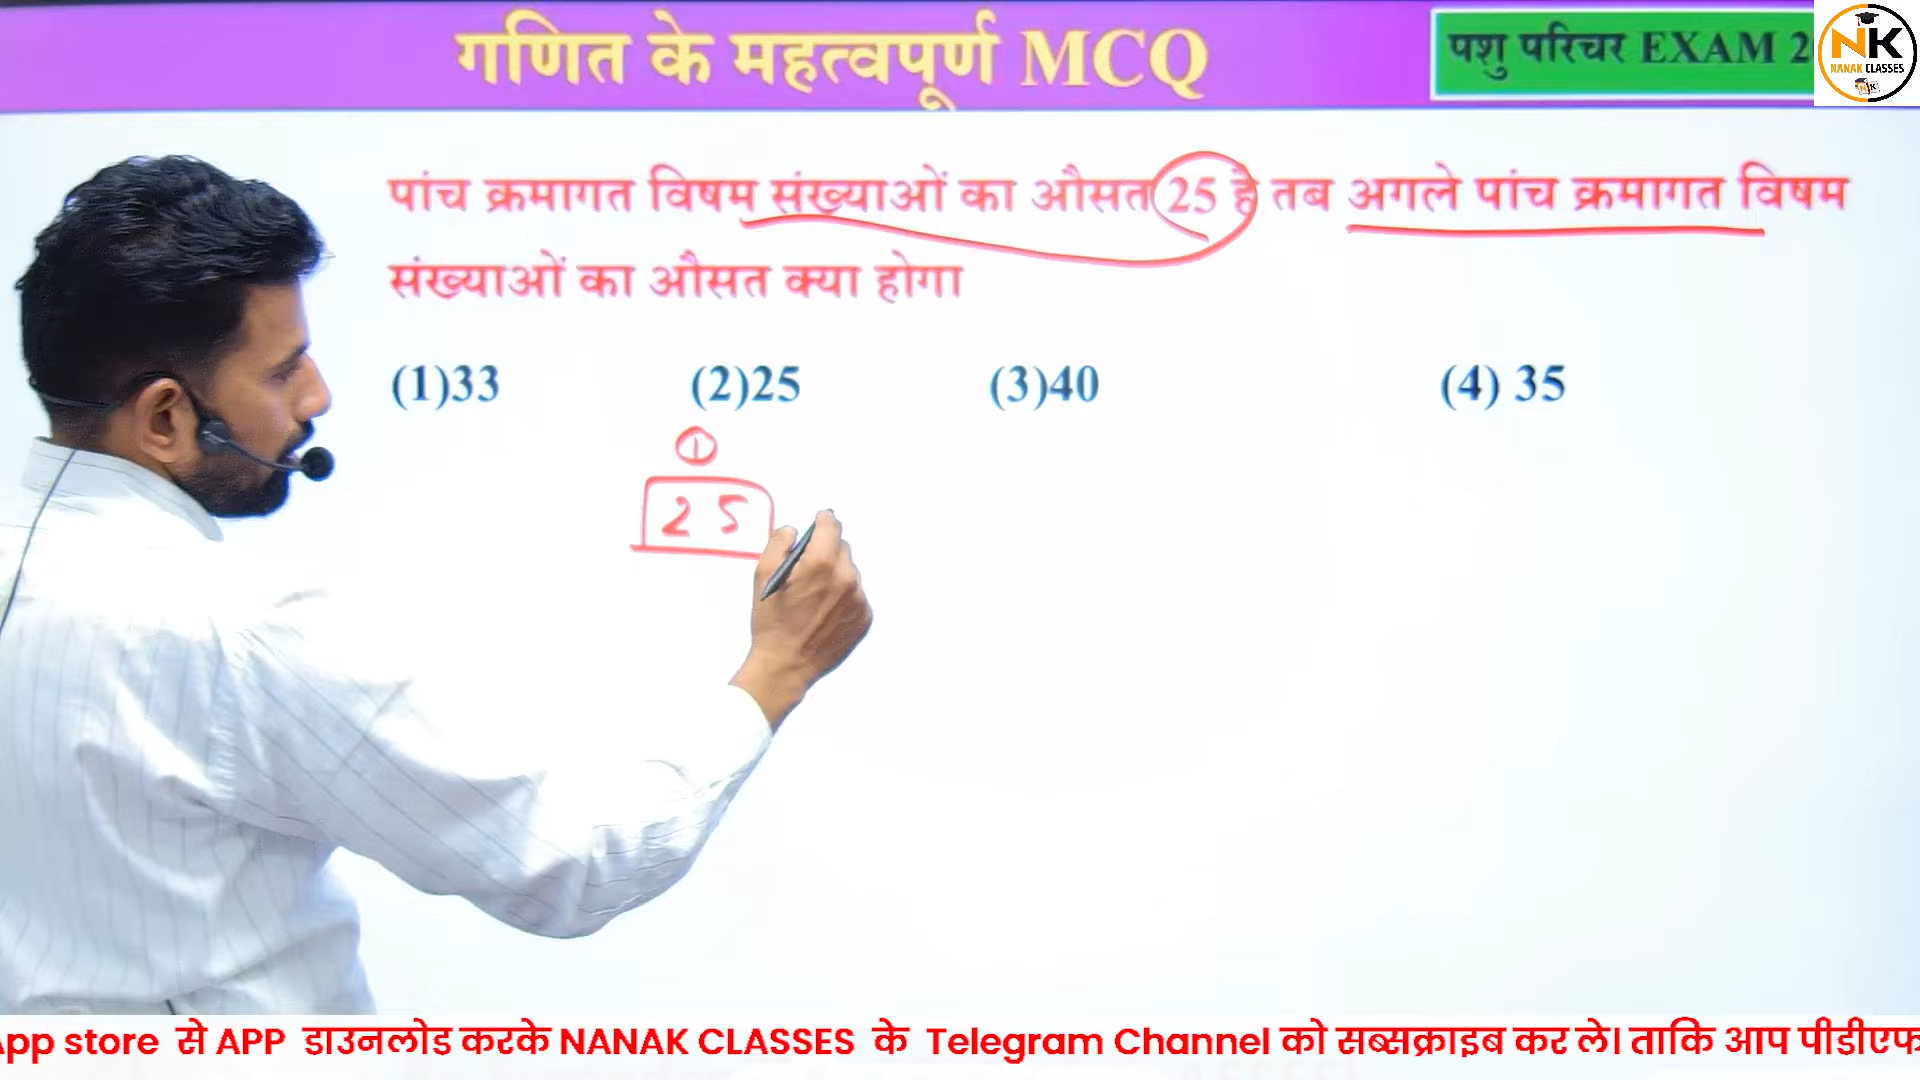 गणित के महत्वपूर्ण MCQ
पशु परिचर EXAM 2
NK
NANAK CLASSES
पांच क्रमागत विषम संख्याओं का औसत 25 है तब अगले पांच क्रमागत विषम
संख्याओं का औसत क्या होगा
(1)33 (2)25 (3)40 (4) 35
1
25
App store से APP डाउनलोड करके NANAK CLASSES के Telegram Channel को सब्सक्राइब कर ले। ताकि आप पीडीएफ